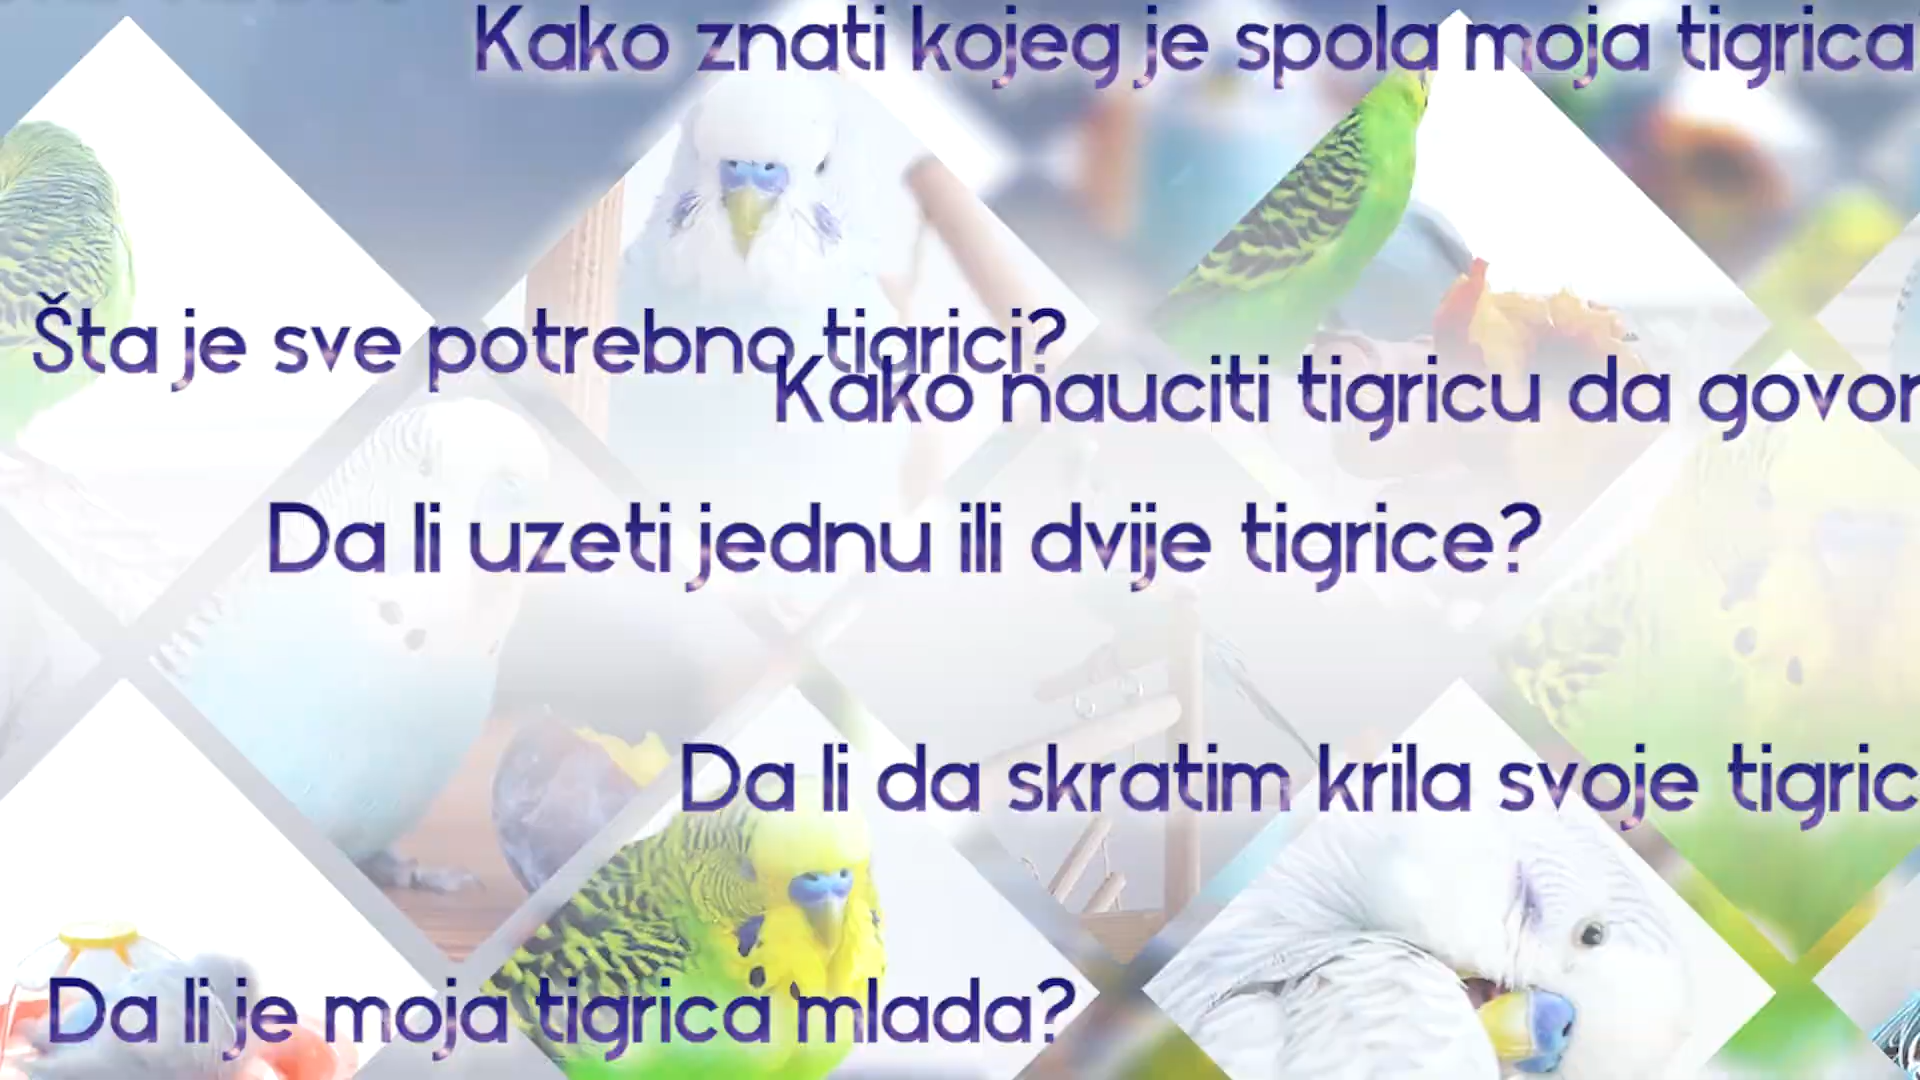 Kako znati kojeg je spola moja tigrica
Šta je sve potrebno tigrici?
Kako nauciti tigricu da govor
Da li uzeti jednu ili dvije tigrice?
Da li da skratim krila svoje tigric
Da li je moja tigrica mlada?